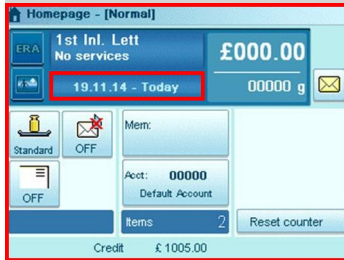 Homepage - [Normal]
ERA
1st Inl. Lett
No services
£000.00
19.11.14 - Today
00000 g
Standard
OFF
Mem:
OFF
Acct: 00000
Default Account
Items 2
Reset counter
Credit £ 1005.00